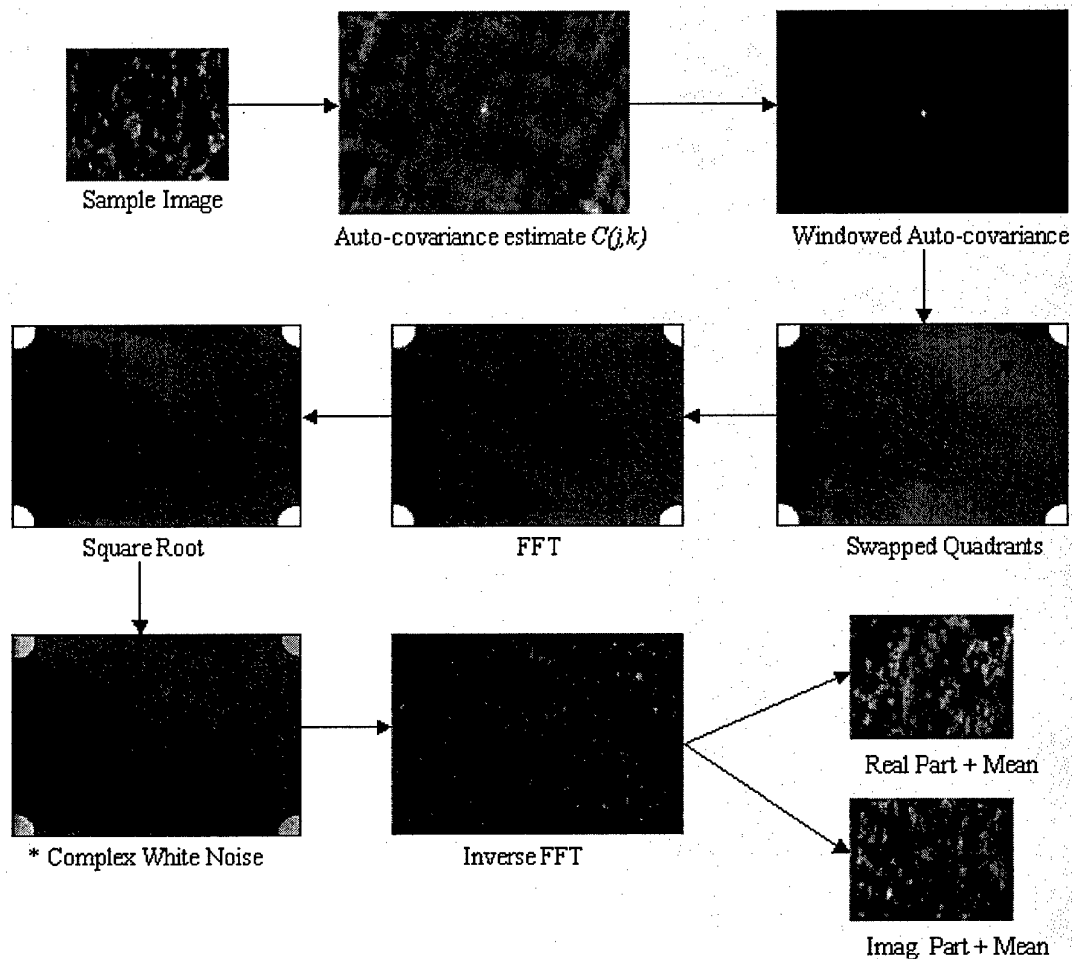 Sample Image
Auto-covariance estimate C(j,k)
Windowed Auto-covariance
Square Root
FFT
Swapped Quadrants
* Complex White Noise
Inverse FFT
Real Part + Mean
Imag. Part + Mean